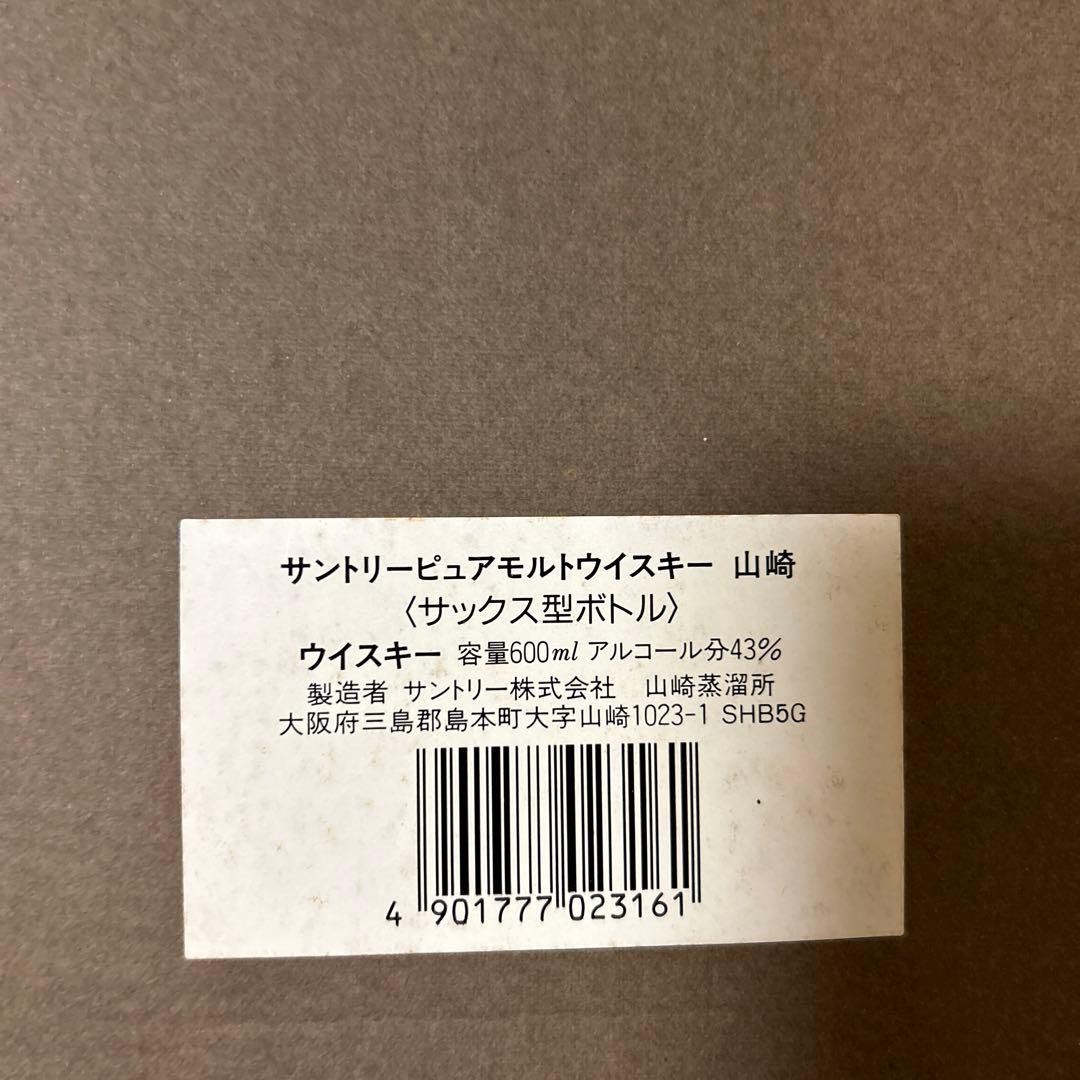 サントリーピュアモルトウイスキー 山崎
〈サックス型ボトル〉
ウイスキー 容量600ml アルコール分43%
製造者 サントリー株式会社 山崎蒸溜所
大阪府三島郡島本町大字山崎1023-1 SHB5G
4 901777 023161